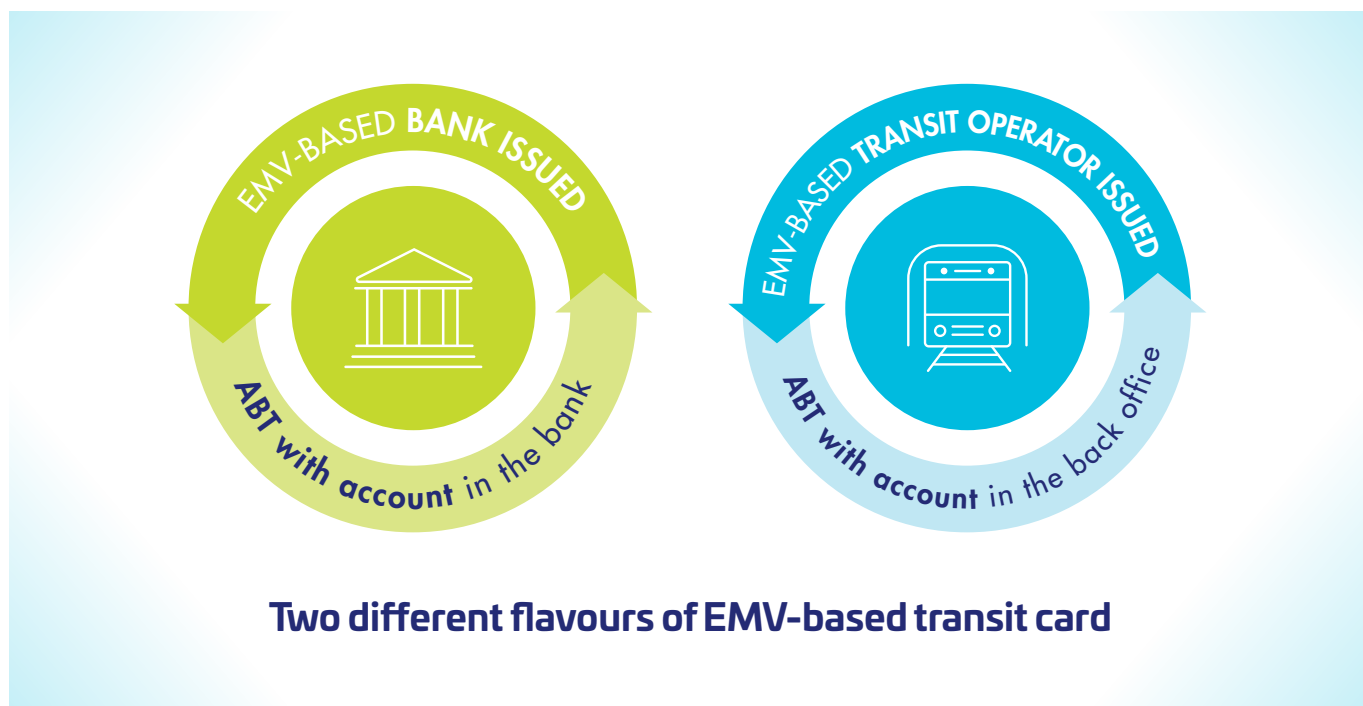 EMV-BASED BANK ISSUED
ABT with account in the bank
EMV-BASED TRANSIT OPERATOR ISSUED
ABT with account in the back office
Two different flavours of EMV-based transit card